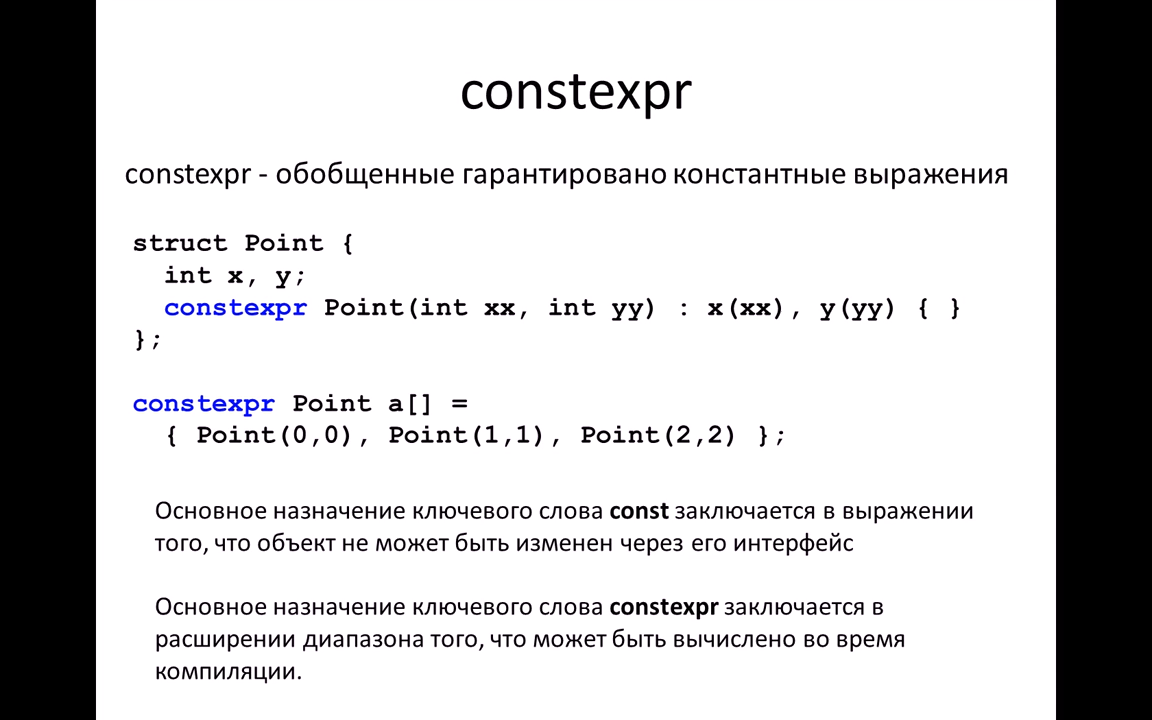 constexpr
constexpr - обобщенные гарантировано константные выражения
struct Point {
  int x, y;
  constexpr Point(int xx, int yy) : x(xx), y(yy) { }
};
constexpr Point a[] =
  { Point(0,0), Point(1,1), Point(2,2) };
Основное назначение ключевого слова const заключается в выражении
того, что объект не может быть изменен через его интерфейс
Основное назначение ключевого слова constexpr заключается в
расширении диапазона того, что может быть вычислено во время
компиляции.